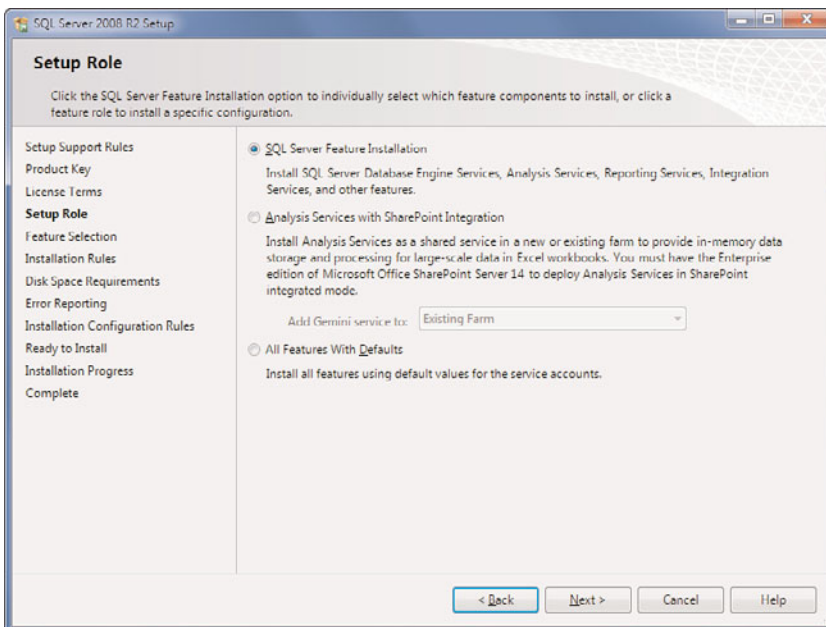 SQL Server 2008 R2 Setup
Setup Role
Click the SQL Server Feature Installation option to individually select which feature components to install, or click a
feature role to install a specific configuration.
Setup Support Rules
Product Key
License Terms
Setup Role
Feature Selection
Installation Rules
Disk Space Requirements
Error Reporting
Installation Configuration Rules
Ready to Install
Installation Progress
Complete
SQL Server Feature Installation
Install SQL Server Database Engine Services, Analysis Services, Reporting Services, Integration
Services, and other features.
Analysis Services with SharePoint Integration
Install Analysis Services as a shared service in a new or existing farm to provide in-memory data
storage and processing for large-scale data in Excel workbooks. You must have the Enterprise
edition of Microsoft Office SharePoint Server 14 to deploy Analysis Services in SharePoint
integrated mode.
Add Gemini service to: Existing Farm
All Features With Defaults
Install all features using default values for the service accounts.
< Back Next > Cancel Help